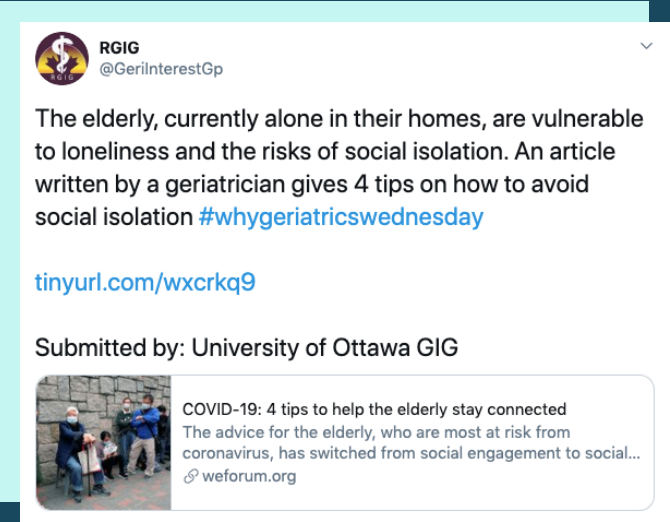 RGIG
@GeriInterestGp
RGIG
The elderly, currently alone in their homes, are vulnerable
to loneliness and the risks of social isolation. An article
written by a geriatrician gives 4 tips on how to avoid
social isolation #whygeriatricswednesday
tinyurl.com/wxcrkq9
Submitted by: University of Ottawa GIG
COVID-19: 4 tips to help the elderly stay connected
The advice for the elderly, who are most at risk from
coronavirus, has switched from social engagement to social...
weforum.org